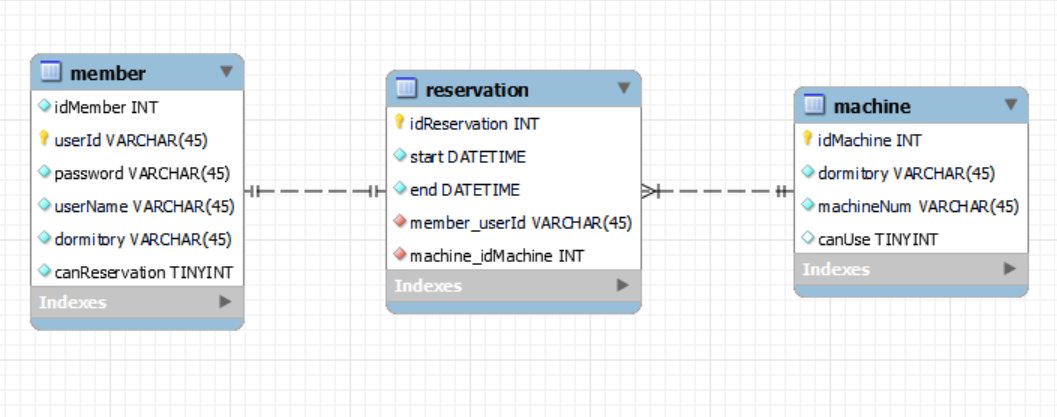 member
idMember INT
userId VARCHAR(45)
password VARCHAR(45)
userName VARCHAR(45)
dormitory VARCHAR(45)
canReservation TINYINT
Indexes
reservation
idReservation INT
start DATETIME
end DATETIME
member_userId VARCHAR(45)
machine_idMachine INT
Indexes
machine
idMachine INT
dormitory VARCHAR(45)
machineNum VARCHAR(45)
canUse TINYINT
Indexes